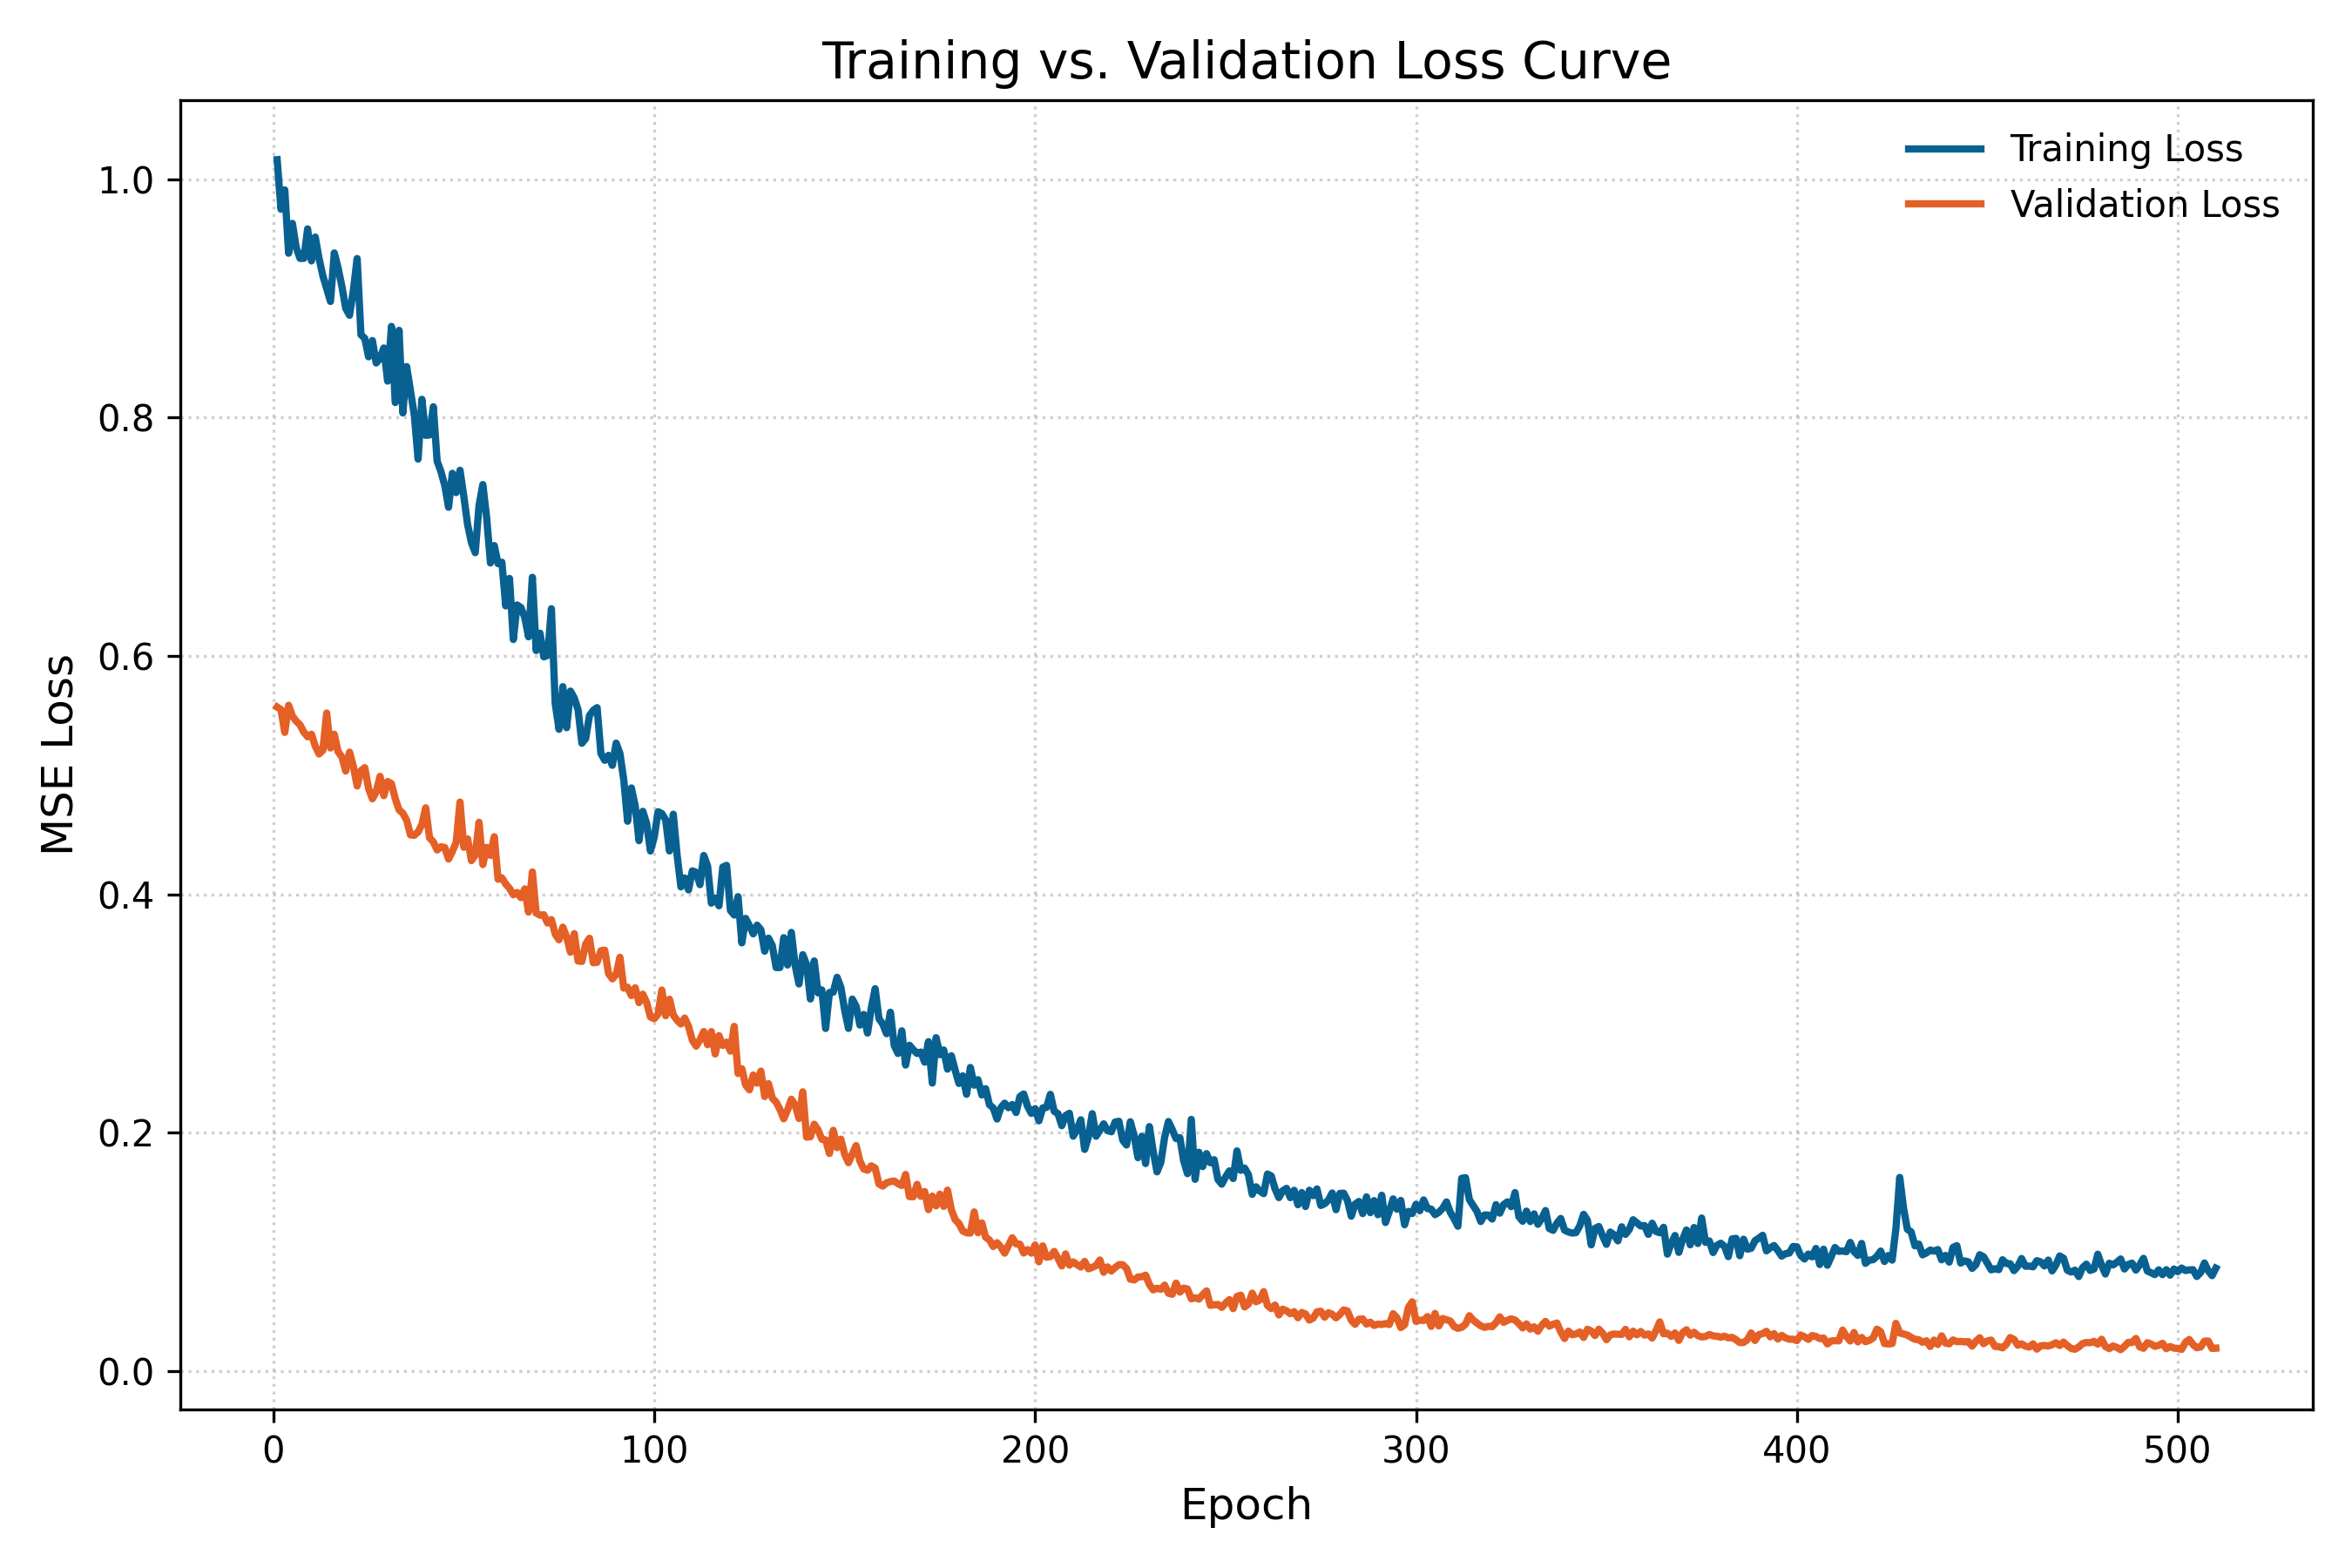 Training vs. Validation Loss Curve
Training Loss
Validation Loss
MSE Loss
1.0
0.8
0.6
0.4
0.2
0.0
0 100 200 300 400 500
Epoch